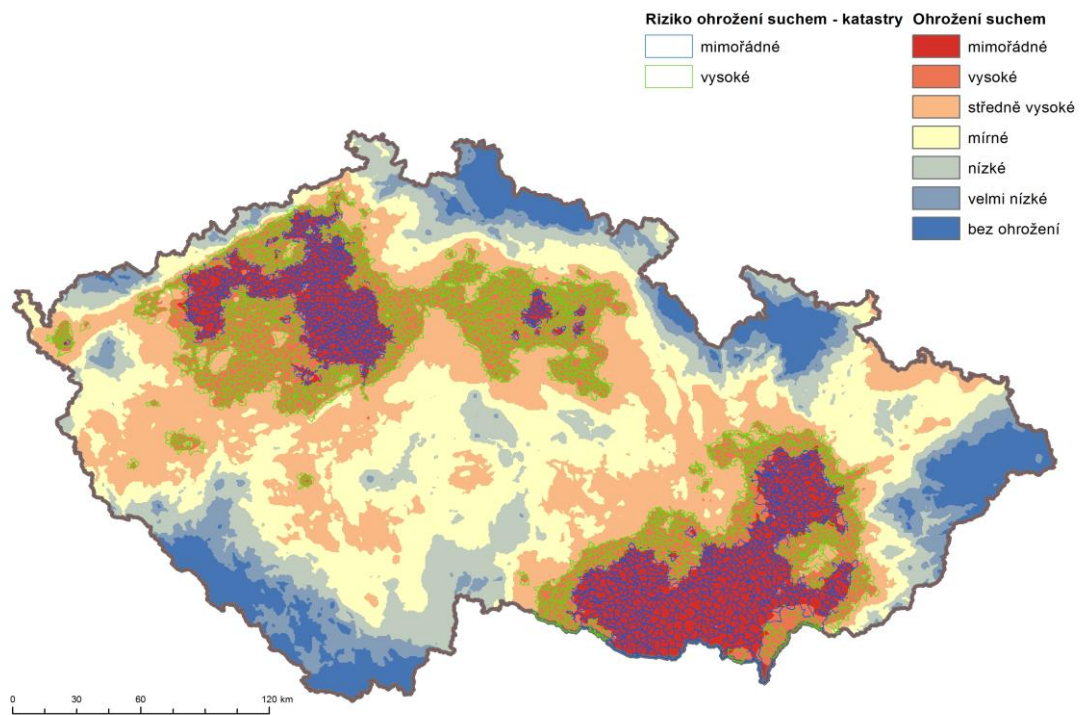 Riziko ohrožení suchem - katastry
mimořádné
vysoké
Ohrožení suchem
mimořádné
vysoké
středně vysoké
mírné
nízké
velmi nízké
bez ohrožení
0 30 60 120 km